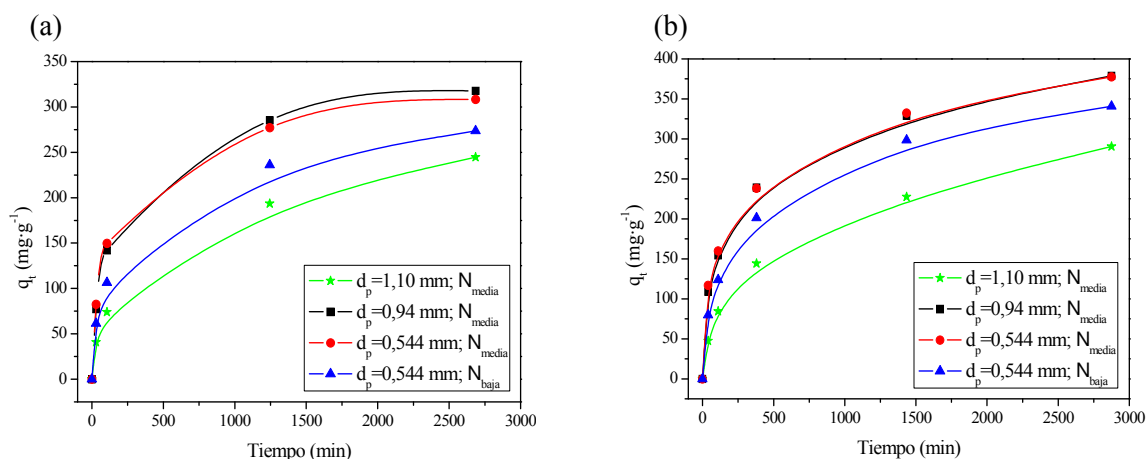 (a)
350
300
250
200
150
100
50
0
q_t (mg·g⁻¹)
d_p=1,10 mm; N_media
d_p=0,94 mm; N_media
d_p=0,544 mm; N_media
d_p=0,544 mm; N_baja
0 500 1000 1500 2000 2500 3000
Tiempo (min)
(b)
400
350
300
250
200
150
100
50
0
q_t (mg·g⁻¹)
d_p=1,10 mm; N_media
d_p=0,94 mm; N_media
d_p=0,544 mm; N_media
d_p=0,544 mm; N_baja
0 500 1000 1500 2000 2500 3000
Tiempo (min)